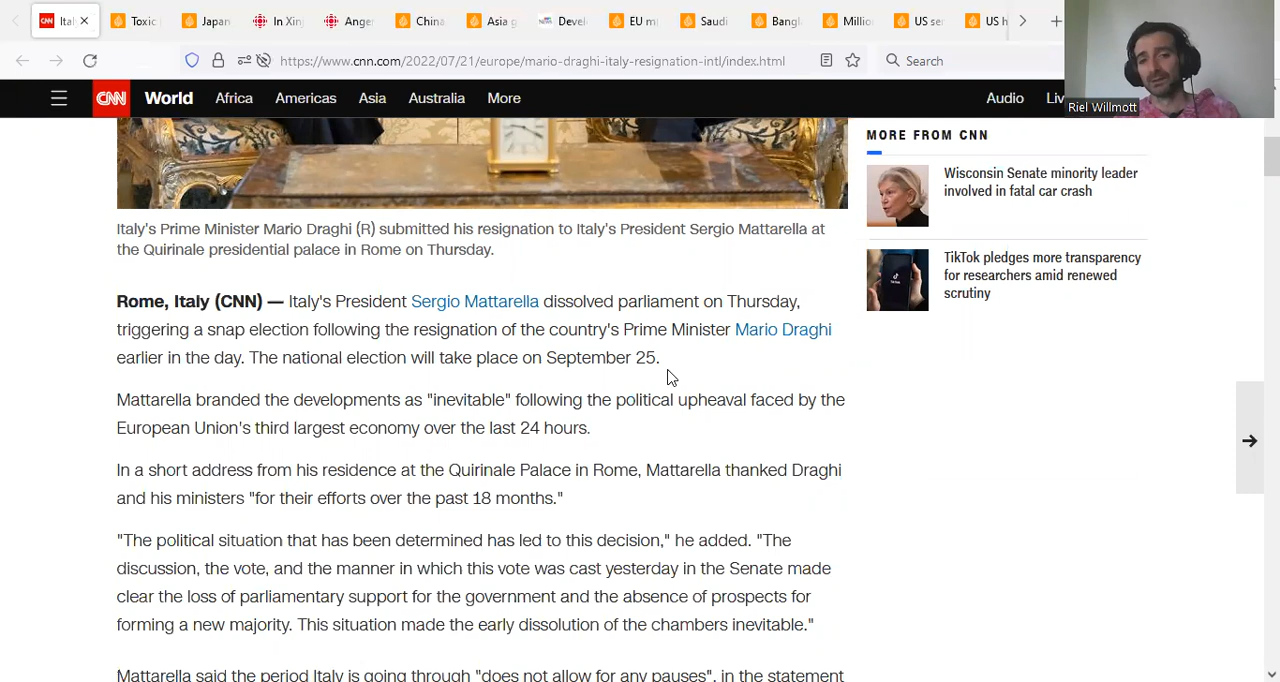 Ital
Toxic
Japan
In Xinj
Anger
China
Asia g
Devel
EU mi
Saudi
Bangl
Millio
US ser
US h
https://www.cnn.com/2022/07/21/europe/mario-draghi-italy-resignation-intl/index.html
Search
Riel Willmott
CNN World Africa Americas Asia Australia More Audio Liv
MORE FROM CNN
Wisconsin Senate minority leader
involved in fatal car crash
TikTok pledges more transparency
for researchers amid renewed
scrutiny
Italy's Prime Minister Mario Draghi (R) submitted his resignation to Italy's President Sergio Mattarella at
the Quirinale presidential palace in Rome on Thursday.
Rome, Italy (CNN) — Italy's President Sergio Mattarella dissolved parliament on Thursday,
triggering a snap election following the resignation of the country's Prime Minister Mario Draghi
earlier in the day. The national election will take place on September 25.
Mattarella branded the developments as "inevitable" following the political upheaval faced by the
European Union's third largest economy over the last 24 hours.
In a short address from his residence at the Quirinale Palace in Rome, Mattarella thanked Draghi
and his ministers "for their efforts over the past 18 months."
"The political situation that has been determined has led to this decision," he added. "The
discussion, the vote, and the manner in which this vote was cast yesterday in the Senate made
clear the loss of parliamentary support for the government and the absence of prospects for
forming a new majority. This situation made the early dissolution of the chambers inevitable."
Mattarella said the period Italy is going through "does not allow for any pauses", in the statement